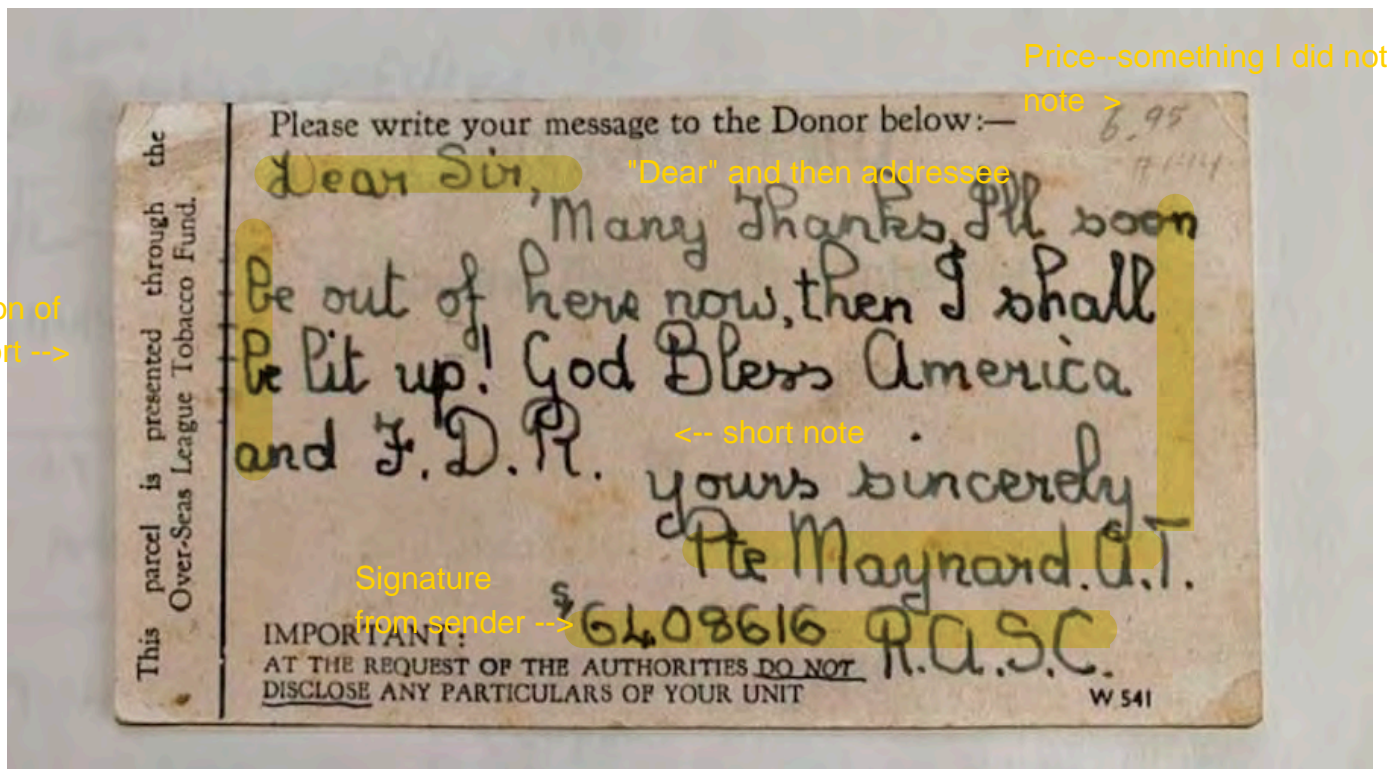 Price--something I did not
note >
6.95
Please write your message to the Donor below:—
Dear Sir,
"Dear" and then addressee
Many Thanks, I'll soon
be out of here now, then I shall
be lit up! God Bless America
and F.D.R.
<-- short note
yours sincerely
Pte Maynard. A.T.
Signature
from sender -->
S/6408616 R.A.S.C.
IMPORTANT:
AT THE REQUEST OF THE AUTHORITIES DO NOT
DISCLOSE ANY PARTICULARS OF YOUR UNIT
W 541
This parcel is presented through the
Over-Seas League Tobacco Fund.
on of
rt -->